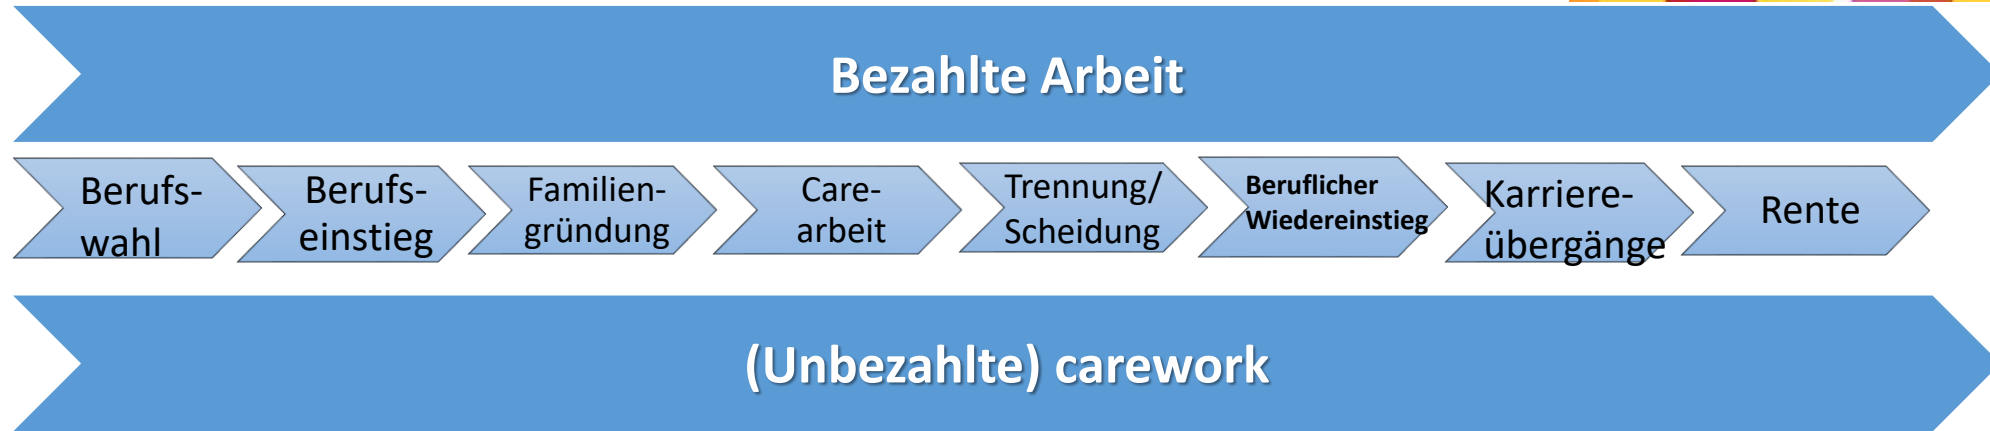 Bezahlte Arbeit
Berufs-
wahl
Berufs-
einstieg
Familien-
gründung
Care-
arbeit
Trennung/
Scheidung
Beruflicher
Wiedereinstieg
Karriere-
übergänge
Rente
(Unbezahlte) carework